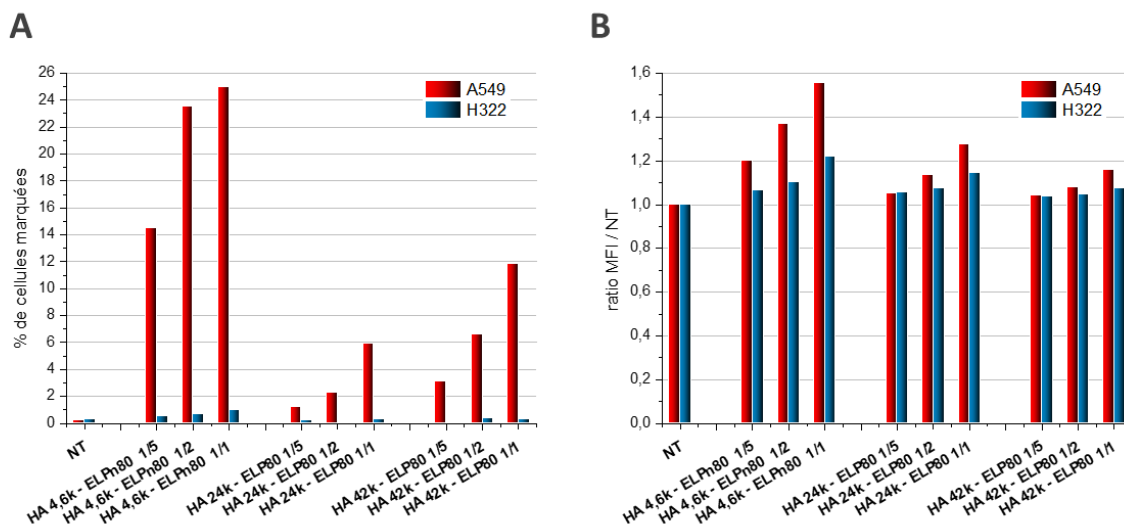 A
% de cellules marquées
26
24
22
20
18
16
14
12
10
8
6
4
2
0
A549
H322
NT
HA 4,6k - ELPn80 1/5
HA 4,6k - ELPn80 1/2
HA 4,6k - ELPn80 1/1
HA 24k - ELP80 1/5
HA 24k - ELP80 1/2
HA 24k - ELP80 1/1
HA 42k - ELP80 1/5
HA 42k - ELP80 1/2
HA 42k - ELP80 1/1
B
ratio MFI / NT
1,6
1,4
1,2
1,0
0,8
0,6
0,4
0,2
0,0
A549
H322
NT
HA 4,6k - ELPn80 1/5
HA 4,6k - ELPn80 1/2
HA 4,6k - ELPn80 1/1
HA 24k - ELP80 1/5
HA 24k - ELP80 1/2
HA 24k - ELP80 1/1
HA 42k - ELP80 1/5
HA 42k - ELP80 1/2
HA 42k - ELP80 1/1